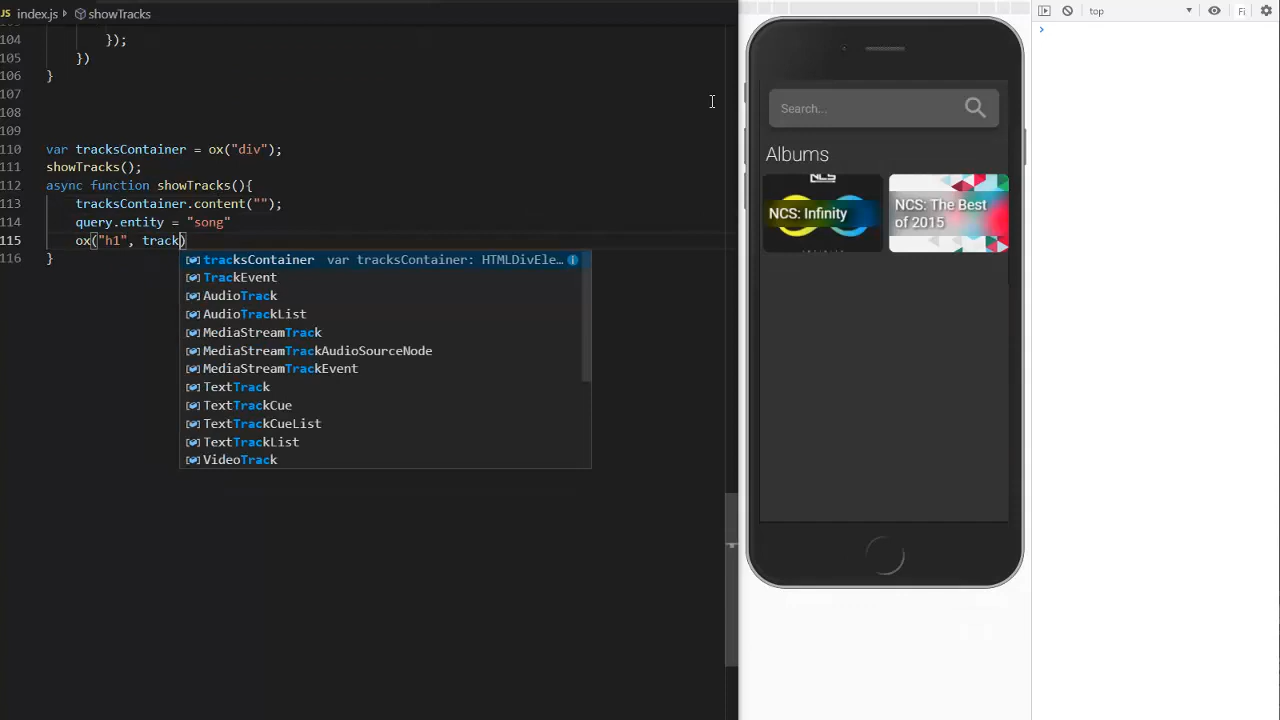 index.js showTracks
top
Fi
104 });
105 })
106 }
107
108
109
110 var tracksContainer = ox("div");
111 showTracks();
112 async function showTracks(){
113 tracksContainer.content("");
114 query.entity = "song"
115 ox("h1", track)
116 }
tracksContainer var tracksContainer: HTMLDivEle…
TrackEvent
AudioTrack
AudioTrackList
MediaStreamTrack
MediaStreamTrackAudioSourceNode
MediaStreamTrackEvent
TextTrack
TextTrackCue
TextTrackCueList
TextTrackList
VideoTrack
Search...
Albums
NCS
NCS: Infinity
NCS: The Best
of 2015